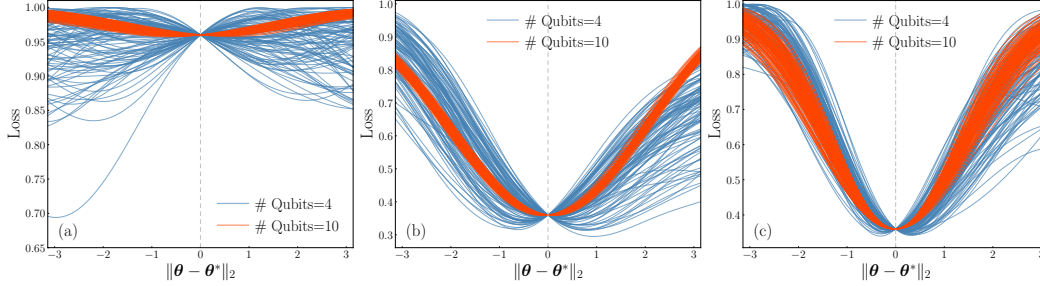 1.00
0.95
0.90
0.85
0.80
0.75
0.70
0.65
Loss
(a)
# Qubits=4
# Qubits=10
−3 −2 −1 0 1 2 3
‖θ − θ*‖₂
1.0
0.9
0.8
0.7
0.6
0.5
0.4
0.3
Loss
(b)
# Qubits=4
# Qubits=10
−3 −2 −1 0 1 2 3
‖θ − θ*‖₂
1.0
0.9
0.8
0.7
0.6
0.5
0.4
Loss
(c)
# Qubits=4
# Qubits=10
−3 −2 −1 0 1 2 3
‖θ − θ*‖₂